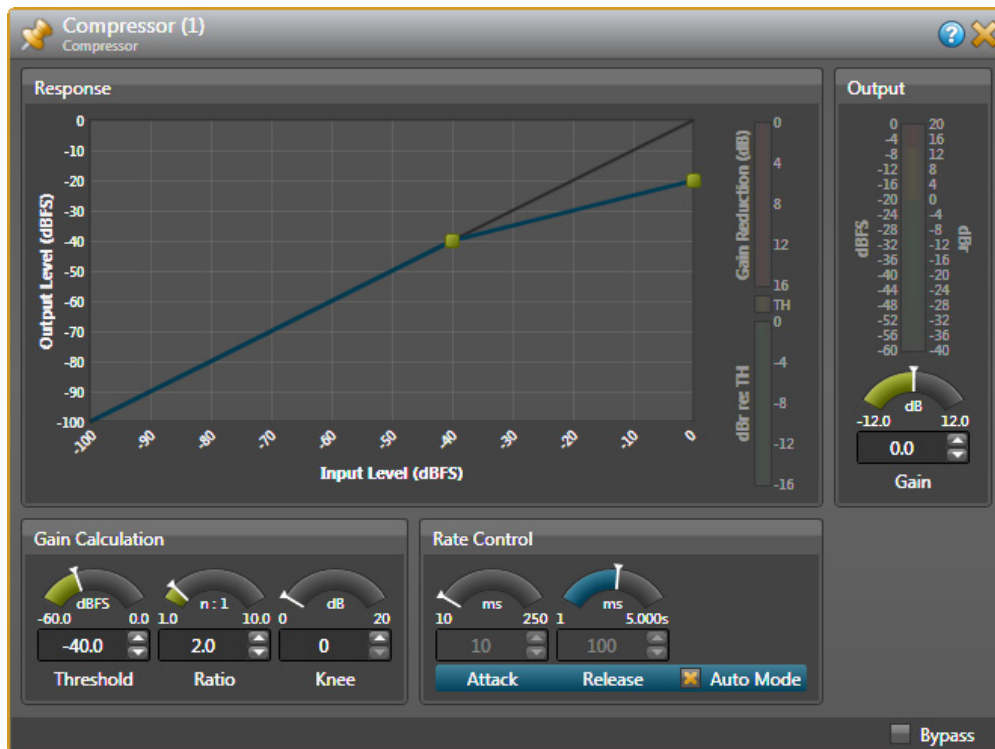 Compressor (1)
Compressor
?
Response
Output Level (dBFS)
0
-10
-20
-30
-40
-50
-60
-70
-80
-90
-100
-100 -90 -80 -70 -60 -50 -40 -30 -20 -10 0
Input Level (dBFS)
Gain Reduction (dB)
0
4
8
12
16
TH
dBr re: TH
0
-4
-8
-12
-16
Output
dBFS
0 20
-4 16
-8 12
-12 8
-16 4
-20 0
-24 -4
-28 -8
-32 -12
-36 -16
-40 -20
-44 -24
-48 -28
-52 -32
-56 -36
-60 -40
dBr
dB
-12.0 12.0
0.0
Gain
Gain Calculation
dBFS n : 1 dB
-60.0 0.0 1.0 10.0 0 20
-40.0 2.0 0
Threshold Ratio Knee
Rate Control
ms ms
10 250 1 5.000s
10 100
Attack Release Auto Mode
Bypass